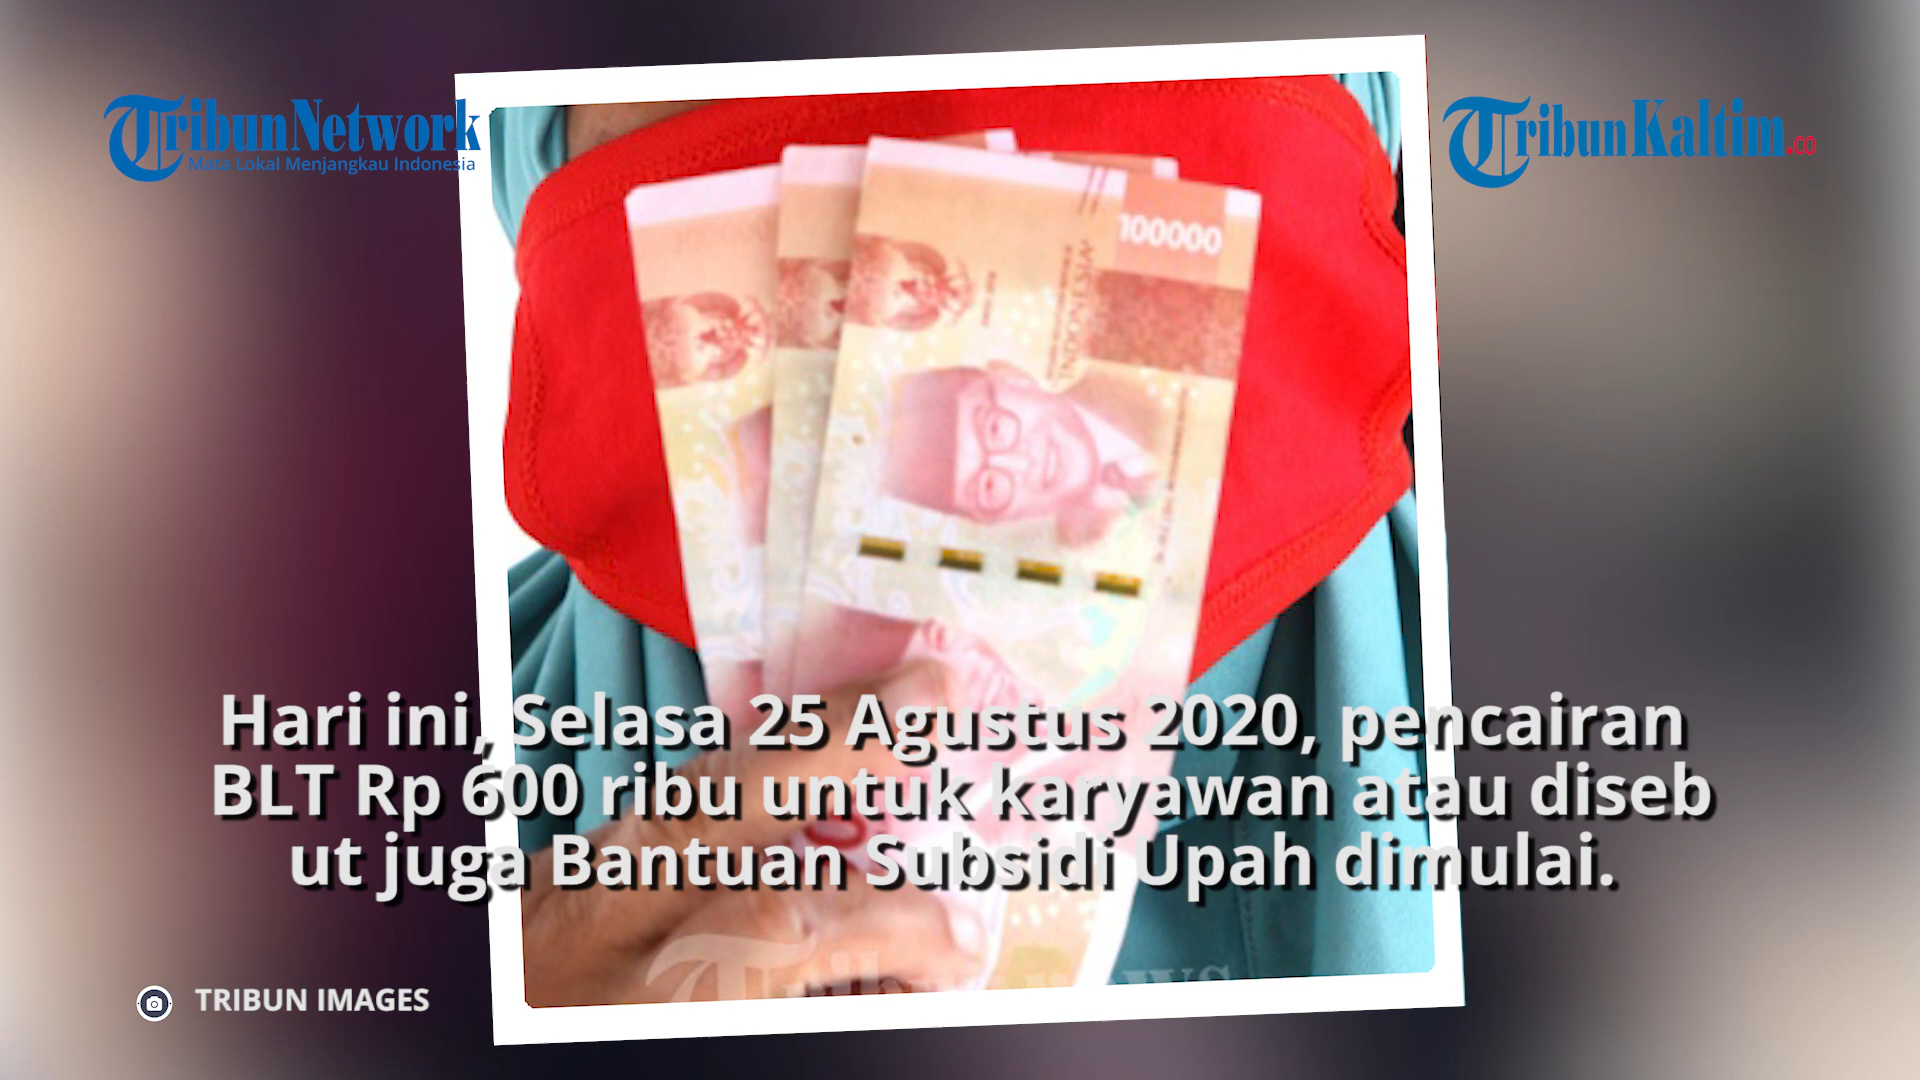 TribunNetwork
Mata Lokal Menjangkau Indonesia
TribunKaltim.co
100000
Hari ini, Selasa 25 Agustus 2020, pencairan
BLT Rp 600 ribu untuk karyawan atau diseb
ut juga Bantuan Subsidi Upah dimulai.
TRIBUN IMAGES